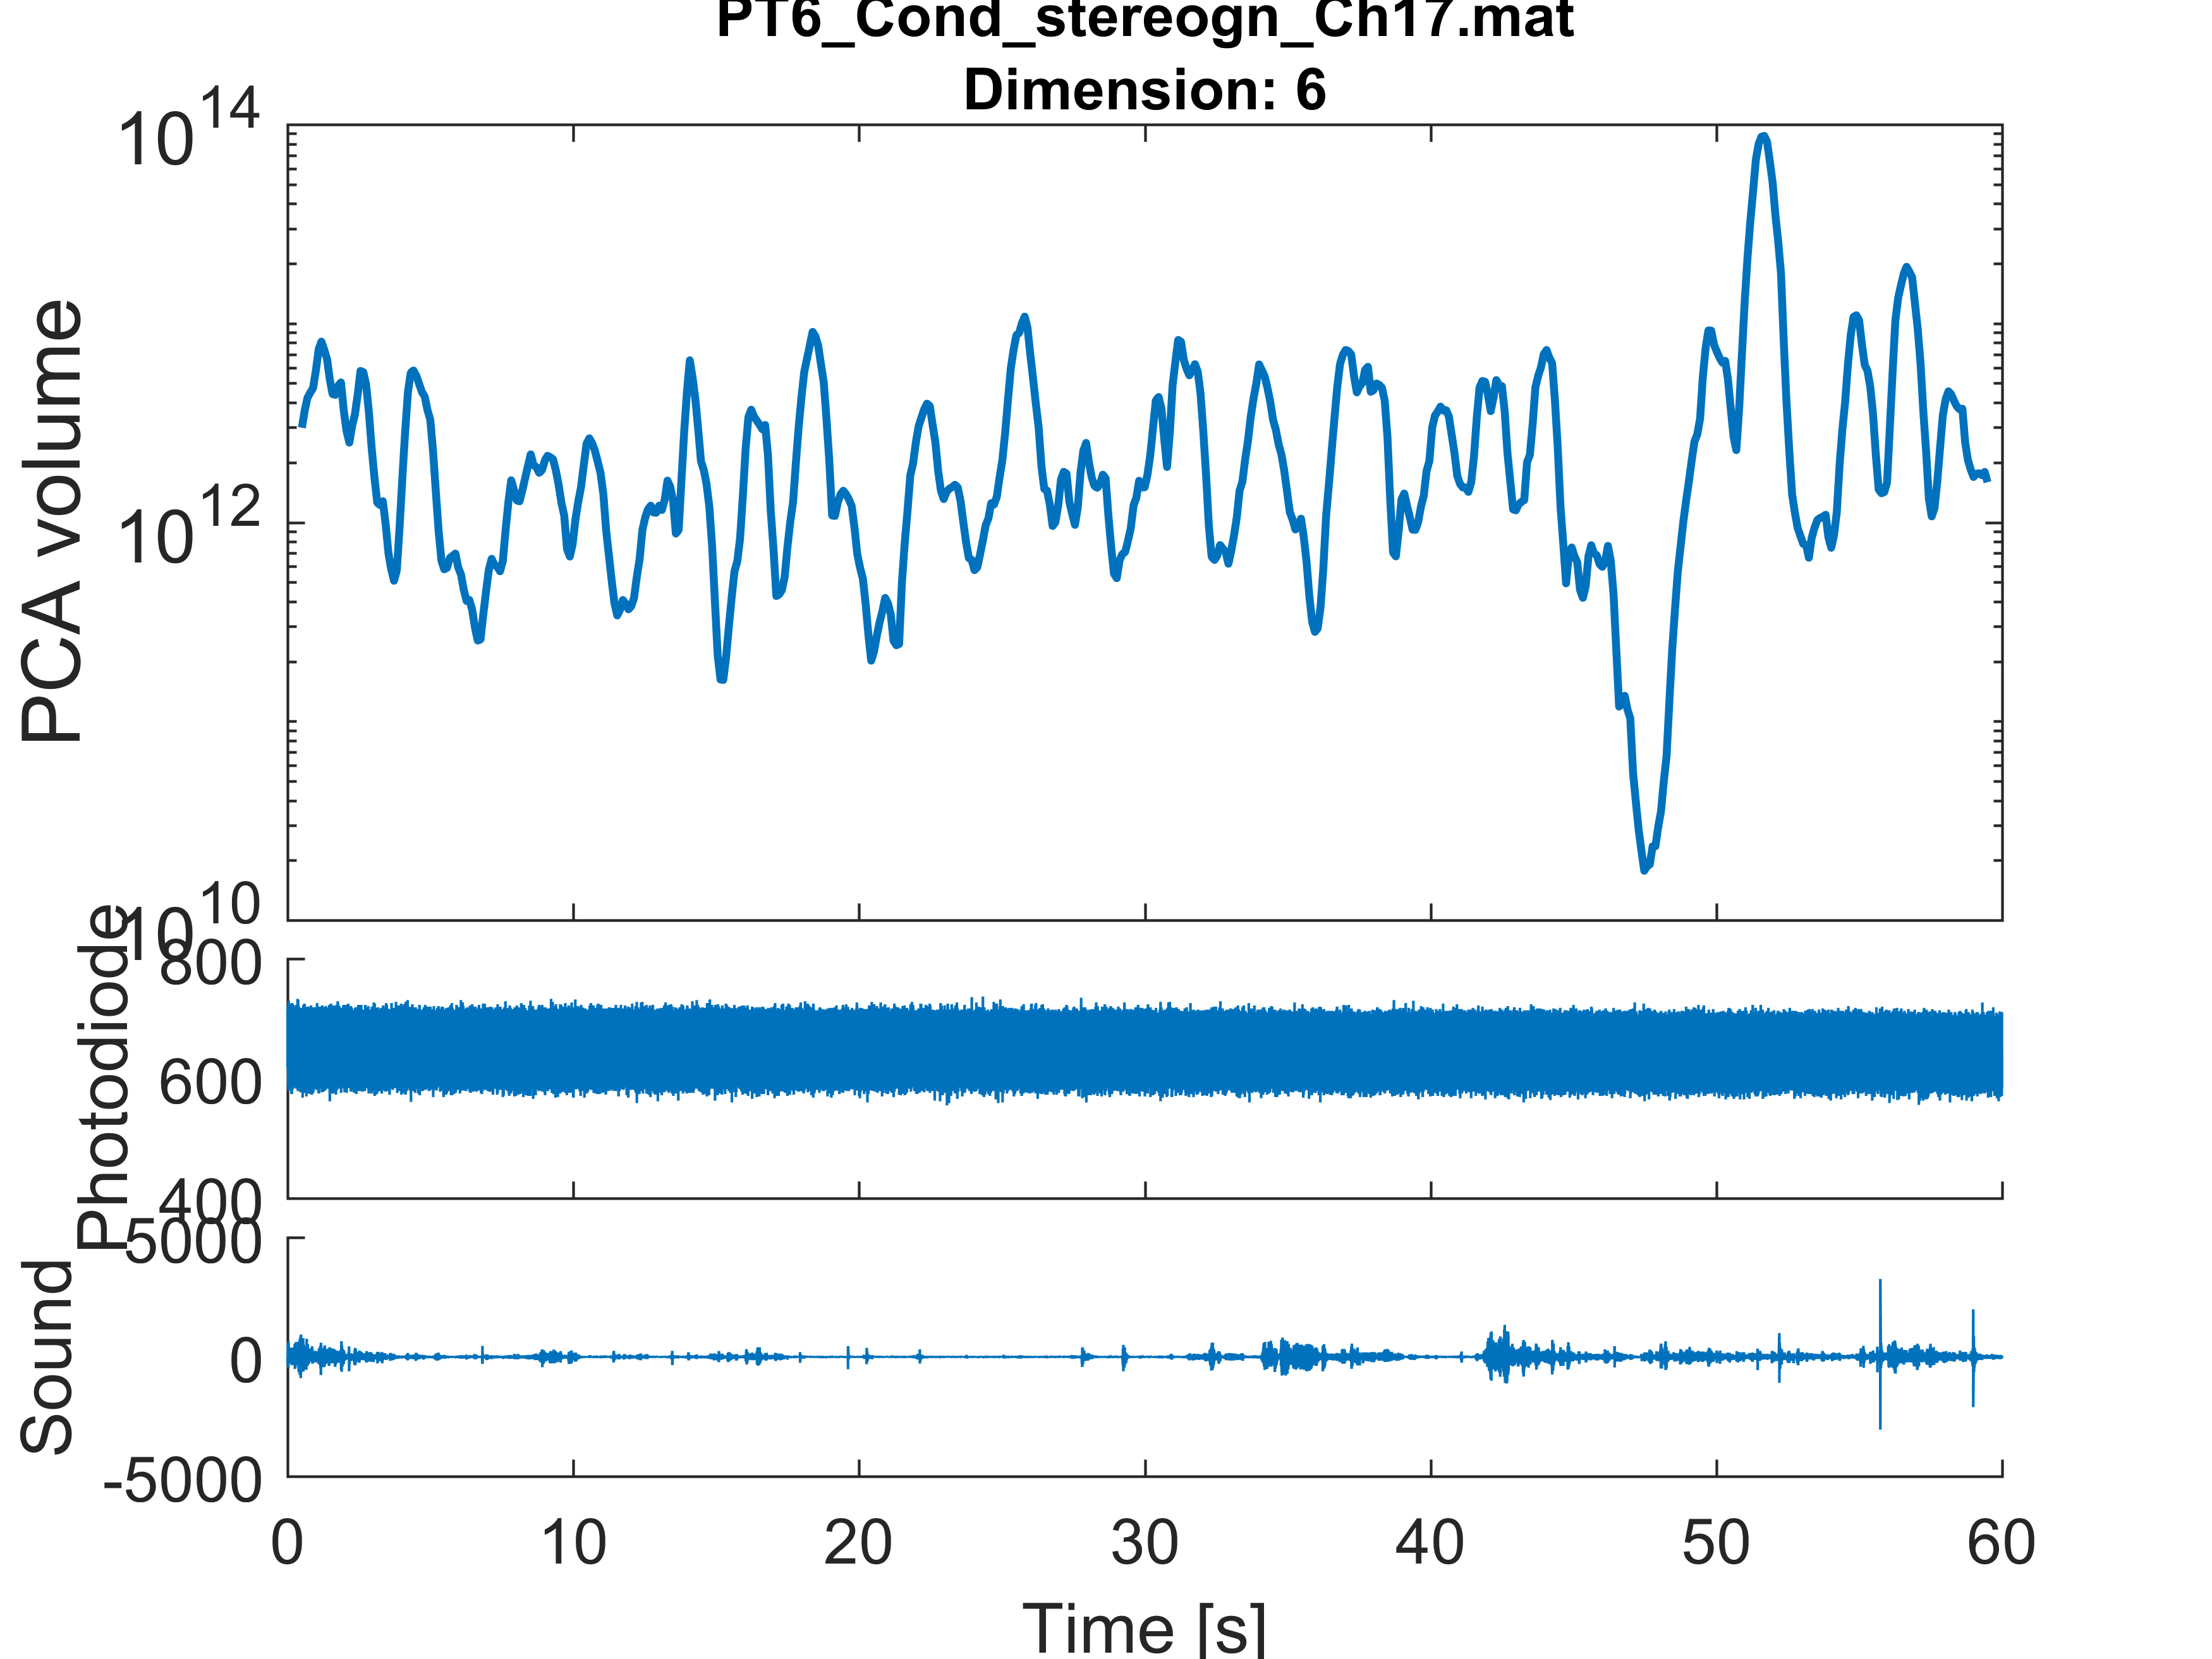 PT6_Cond_stereogn_Ch17.mat
Dimension: 6
PCA volume
10^14
10^12
10^10
Photodiode
800
600
400
Sound
5000
0
-5000
0 10 20 30 40 50 60
Time [s]